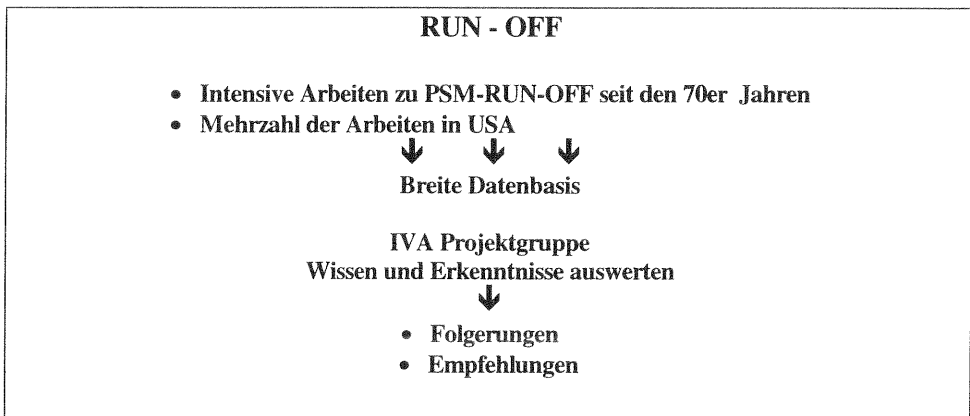 RUN - OFF
• Intensive Arbeiten zu PSM-RUN-OFF seit den 70er Jahren
• Mehrzahl der Arbeiten in USA
Breite Datenbasis
IVA Projektgruppe
Wissen und Erkenntnisse auswerten
• Folgerungen
• Empfehlungen